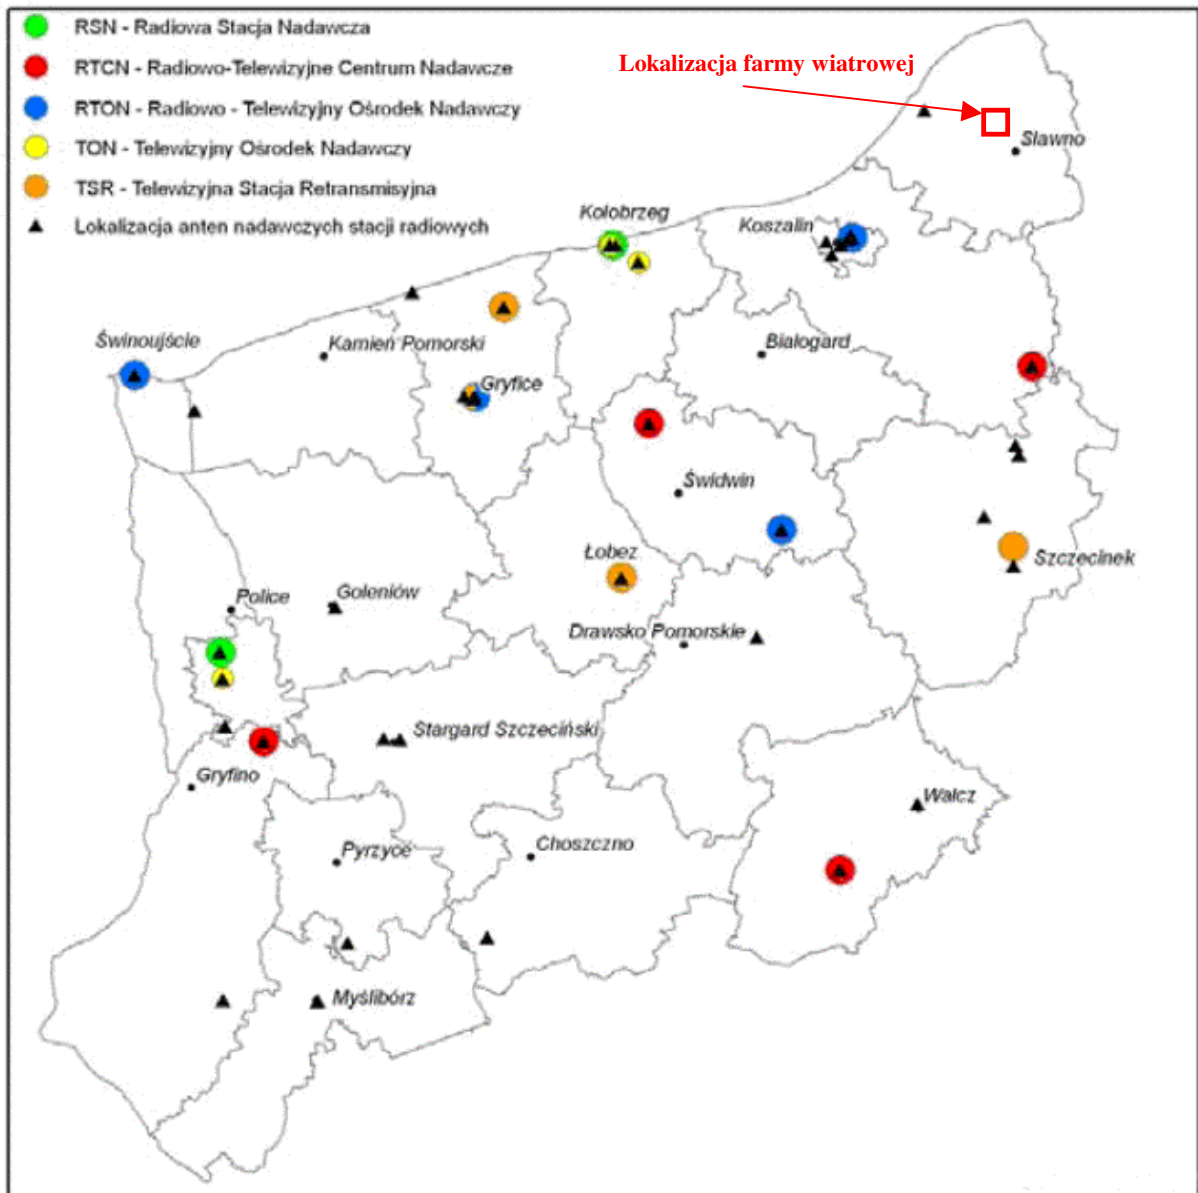 RSN - Radiowa Stacja Nadawcza
RTCN - Radiowo-Telewizyjne Centrum Nadawcze
RTON - Radiowo - Telewizyjny Ośrodek Nadawczy
TON - Telewizyjny Ośrodek Nadawczy
TSR - Telewizyjna Stacja Retransmisyjna
Lokalizacja anten nadawczych stacji radiowych
Lokalizacja farmy wiatrowej
Sławno
Kołobrzeg
Koszalin
Świnoujście
Kamień Pomorski
Białogard
Gryfice
Świdwin
Łobez
Szczecinek
Police
Goleniów
Drawsko Pomorskie
Stargard Szczeciński
Gryfino
Wałcz
Pyrzyce
Choszczno
Myślibórz